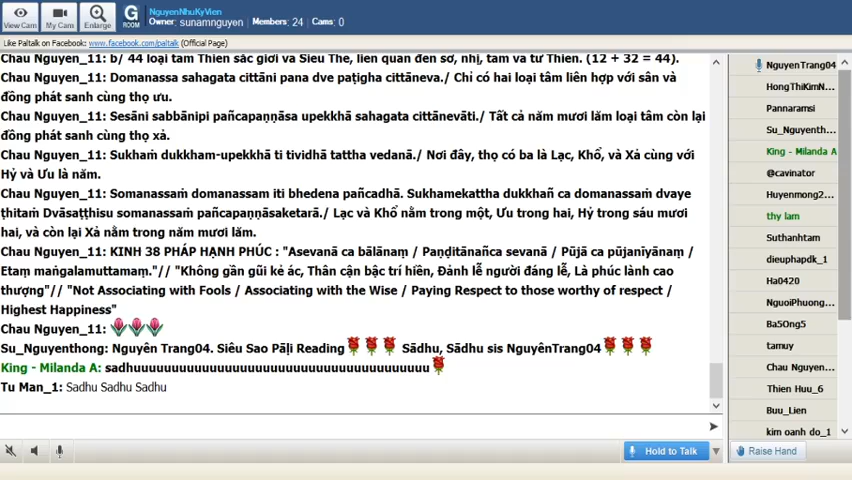 NguyenNhuKyVien
Owner: sunamnguyen Members: 24 Cams: 0
View Cam My Cam Enlarge G ROOM
Like Paltalk on Facebook: www.facebook.com/paltalk (Official Page)
Chau Nguyen_11: b/ 44 loại tâm Thiền sắc giới và Siêu Thế, liên quan đến sơ, nhị, tam và tứ Thiền. (12 + 32 = 44).
Chau Nguyen_11: Domanassa sahagata cittāni pana dve paṭigha cittāneva./ Chỉ có hai loại tâm liên hợp với sân và
đồng phát sanh cùng thọ ưu.
Chau Nguyen_11: Sesāni sabbānipi pañcapaṇṇāsa upekkhā sahagata cittānevāti./ Tất cả năm mươi lăm loại tâm còn lại
đồng phát sanh cùng thọ xả.
Chau Nguyen_11: Sukhaṁ dukkham-upekkhā ti tividhā tattha vedanā./ Nơi đây, thọ có ba là Lạc, Khổ, và Xả cùng với
Hỷ và Ưu là năm.
Chau Nguyen_11: Somanassaṁ domanassam iti bhedena pañcadhā. Sukhamekattha dukkhañ ca domanassaṁ dvaye
ṭhitaṁ Dvāsaṭṭhisu somanassaṁ pañcapaṇṇāsaketarā./ Lạc và Khổ nằm trong một, Ưu trong hai, Hỷ trong sáu mươi
hai, và còn lại Xả nằm trong năm mươi lăm.
Chau Nguyen_11: KINH 38 PHÁP HẠNH PHÚC : "Asevanā ca bālānaṃ / Paṇḍitānañca sevanā / Pūjā ca pūjanīyānaṃ /
Etaṃ maṅgalamuttamaṃ."// "Không gần gũi kẻ ác, Thân cận bậc trí hiền, Đảnh lễ người đáng lễ, Là phúc lành cao
thượng"// "Not Associating with Fools / Associating with the Wise / Paying Respect to those worthy of respect /
Highest Happiness"
Chau Nguyen_11:
Su_Nguyenthong: Nguyên Trang04. Siêu Sao Pāḷi Reading Sādhu, Sādhu sis NguyênTrang04
King - Milanda A: sadhuuuuuuuuuuuuuuuuuuuuuuuuuuuuuuuuuuuuuuuu
Tu Man_1: Sadhu Sadhu Sadhu
NguyenTrang04
HongThiKimN...
Pannaramsi
Su_Nguyenth...
King - Milanda A
@cavinator
Huyenmong2...
thy lam
Suthanhtam
dieuphapdk_1
Ha0420
NguoiPhuong...
Ba5Ong5
tamuy
Chau Nguyen...
Thien Huu_6
Buu_Lien
kim oanh do_1
Hold to Talk
Raise Hand